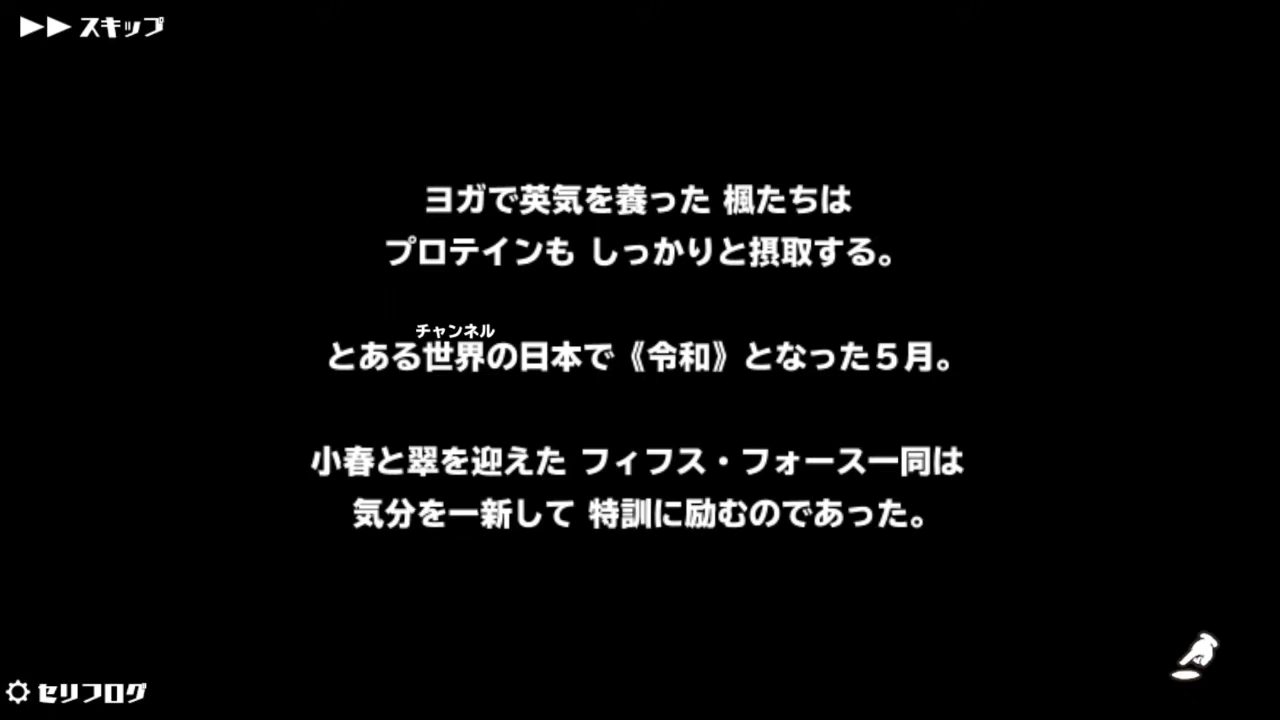 スキップ
ヨガで英気を養った 楓たちは
プロテインも しっかりと摂取する。
チャンネル
とある世界の日本で《令和》となった５月。
小春と翠を迎えた フィフス・フォース一同は
気分を一新して 特訓に励むのであった。
セリフログ